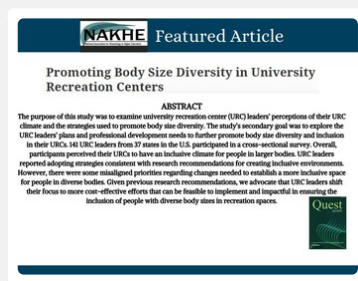 NAKHE
Featured Article
Promoting Body Size Diversity in University
Recreation Centers
ABSTRACT
The purpose of this study was to examine university recreation center (URC) leaders' perceptions of their URC
climate and the strategies used to promote body size diversity. The study's secondary goal was to explore the
URC leaders' plans and professional development needs to further promote body size diversity and inclusion
in their URCs. 141 URC leaders from 37 states in the U.S. participated in a cross-sectional survey. Overall,
participants perceived their URCs to have an inclusive climate for people in larger bodies. URC leaders
reported adopting strategies consistent with research recommendations for creating inclusive environments.
However, there were some misaligned priorities regarding changes needed to establish a more inclusive space
for people in diverse bodies. Given previous research recommendations, we advocate that URC leaders shift
their focus to more cost-effective efforts that can be feasible to implement and impactful in ensuring the
inclusion of people with diverse body sizes in recreation spaces.
Quest